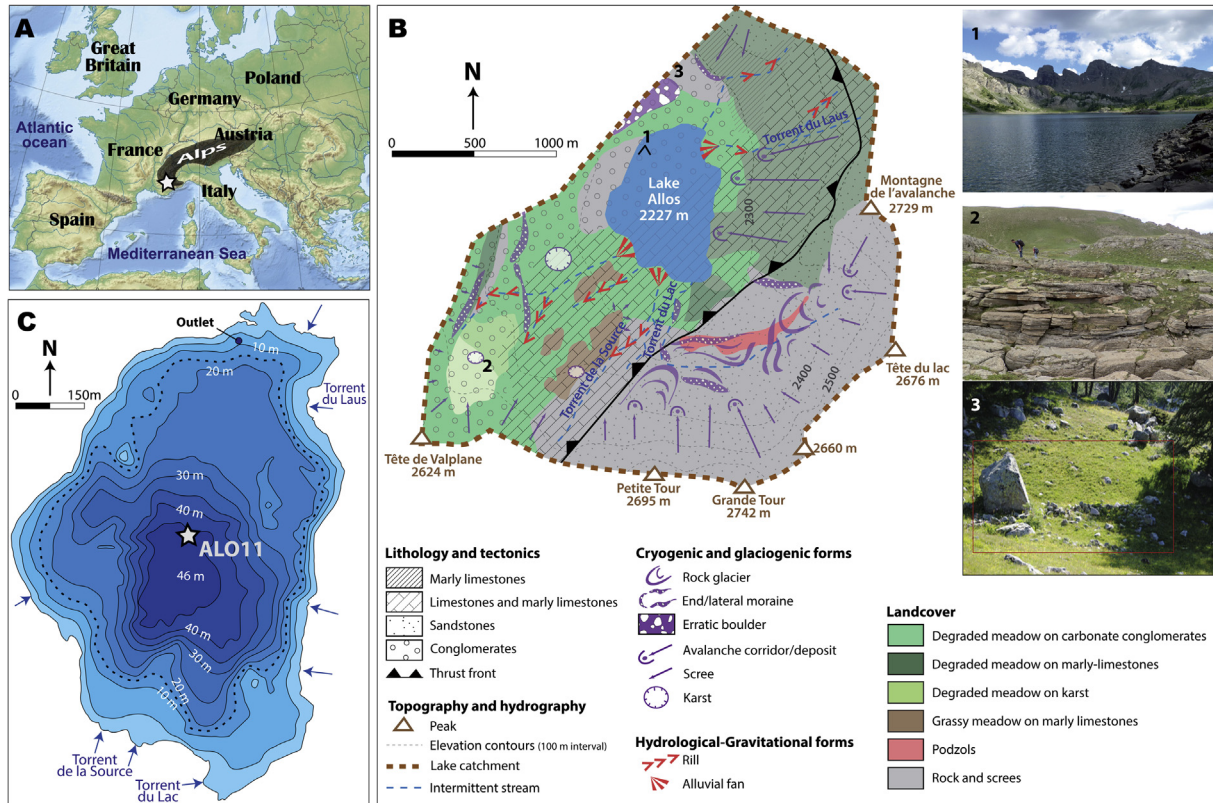 A
Great
Britain
Poland
Germany
Atlantic
ocean
Austria
France
Alps
Italy
Spain
Mediterranean Sea
B
N
0
500
1000 m
3
1
Torrent du Laus
Lake
Allos
2227 m
2300
Montagne
de l'avalanche
2729 m
Torrent du Lac
Torrent de la Source
2
2400
2500
Tête du lac
2676 m
2660 m
Tête de Valplane
2624 m
Petite Tour
2695 m
Grande Tour
2742 m
1
2
3
C
Outlet
N
0
150m
10 m
20 m
Torrent
du Laus
30 m
40 m
ALO11
46 m
40 m
30 m
20 m
10 m
Torrent
de la Source
Torrent
du Lac
Lithology and tectonics
Marly limestones
Limestones and marly limestones
Sandstones
Conglomerates
Thrust front
Topography and hydrography
Peak
Elevation contours (100 m interval)
Lake catchment
Intermittent stream
Cryogenic and glaciogenic forms
Rock glacier
End/lateral moraine
Erratic boulder
Avalanche corridor/deposit
Scree
Karst
Hydrological-Gravitational forms
Rill
Alluvial fan
Landcover
Degraded meadow on carbonate conglomerates
Degraded meadow on marly-limestones
Degraded meadow on karst
Grassy meadow on marly limestones
Podzols
Rock and screes